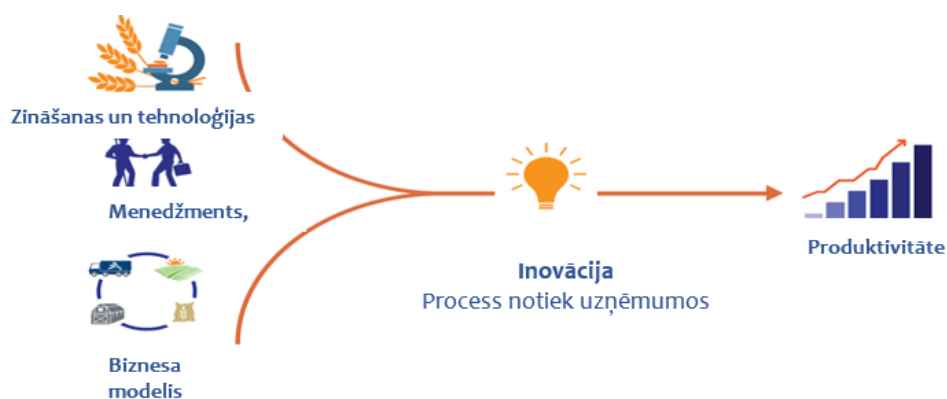 Zināšanas un tehnoloģijas
Menedžments,
Biznesa
modelis
Inovācija
Process notiek uzņēmumos
Produktivitāte